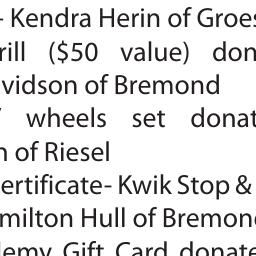 - Kendra Herin of Groes
rill ($50 value) don
vidson of Bremond
wheels set donat
n of Riesel
ertificate- Kwik Stop &
milton Hull of Bremon
lemy Gift Card donate